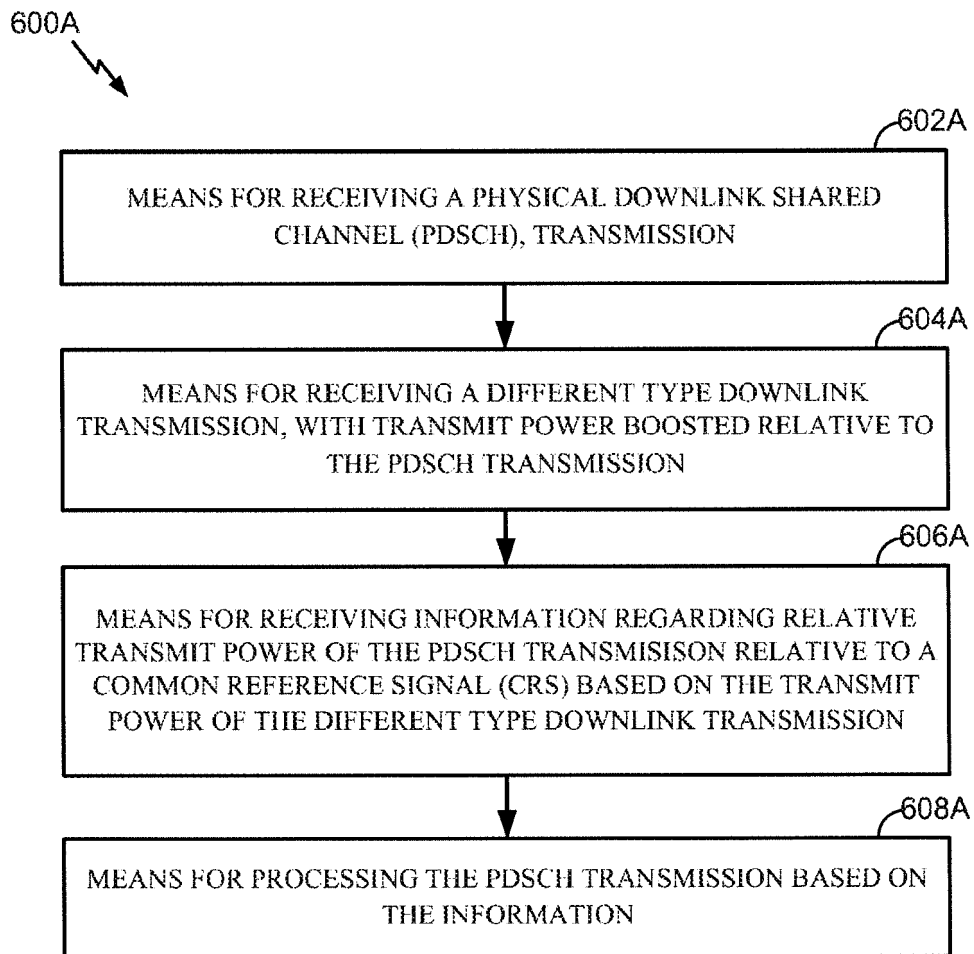 600A
602A
MEANS FOR RECEIVING A PHYSICAL DOWNLINK SHARED
CHANNEL (PDSCH), TRANSMISSION
604A
MEANS FOR RECEIVING A DIFFERENT TYPE DOWNLINK
TRANSMISSION, WITH TRANSMIT POWER BOOSTED RELATIVE TO
THE PDSCH TRANSMISSION
606A
MEANS FOR RECEIVING INFORMATION REGARDING RELATIVE
TRANSMIT POWER OF THE PDSCH TRANSMISISON RELATIVE TO A
COMMON REFERENCE SIGNAL (CRS) BASED ON THE TRANSMIT
POWER OF THE DIFFERENT TYPE DOWNLINK TRANSMISSION
608A
MEANS FOR PROCESSING THE PDSCH TRANSMISSION BASED ON
THE INFORMATION